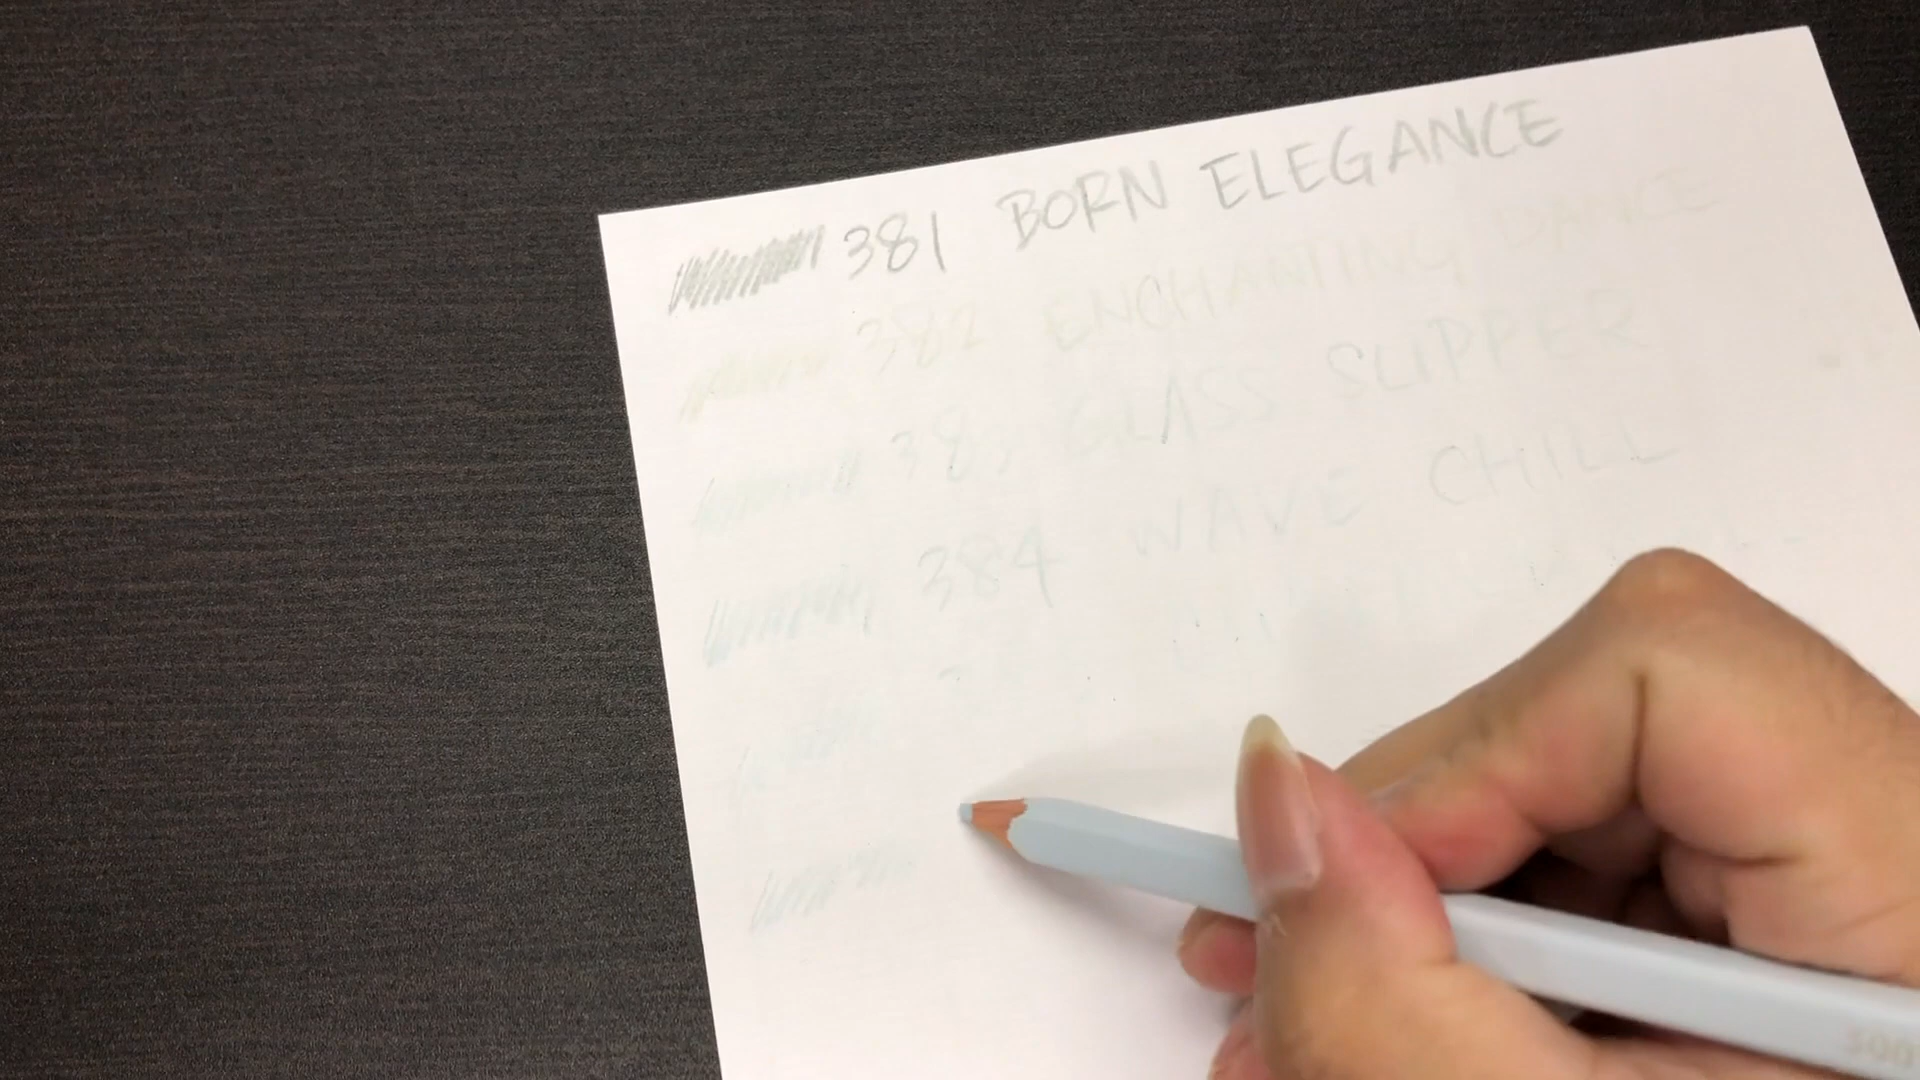 381 BORN ELEGANCE
382 ENCHANTING DANCE
383 GLASS SLIPPER
384 WAVE CHILL